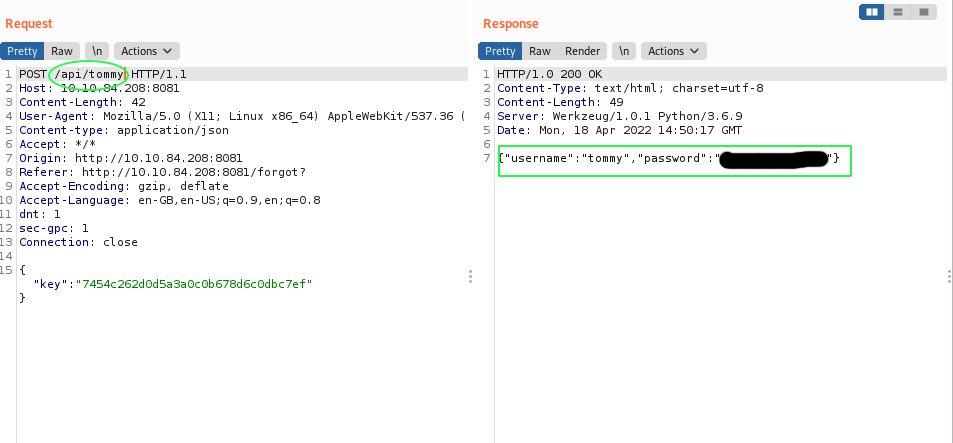 Request
Pretty Raw \n Actions
1 POST /api/tommy HTTP/1.1
2 Host: 10.10.84.208:8081
3 Content-Length: 42
4 User-Agent: Mozilla/5.0 (X11; Linux x86_64) AppleWebKit/537.36 (
5 Content-type: application/json
6 Accept: */*
7 Origin: http://10.10.84.208:8081
8 Referer: http://10.10.84.208:8081/forgot?
9 Accept-Encoding: gzip, deflate
10 Accept-Language: en-GB,en-US;q=0.9,en;q=0.8
11 dnt: 1
12 sec-gpc: 1
13 Connection: close
14
15 {
"key":"7454c262d0d5a3a0c0b678d6c0dbc7ef"
}
Response
Pretty Raw Render \n Actions
1 HTTP/1.0 200 OK
2 Content-Type: text/html; charset=utf-8
3 Content-Length: 49
4 Server: Werkzeug/1.0.1 Python/3.6.9
5 Date: Mon, 18 Apr 2022 14:50:17 GMT
6
7 {"username":"tommy","password":""}